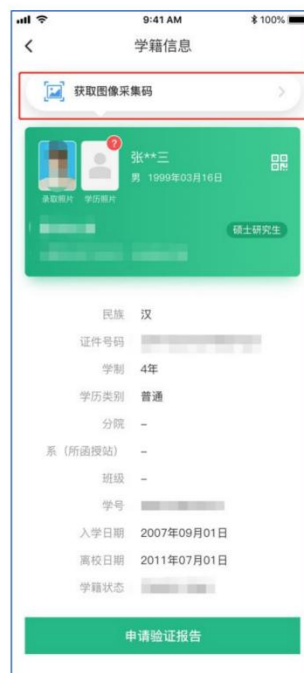 9:41 AM 100%
学籍信息
获取图像采集码
?
张**三
男 1999年03月16日
录取照片 学历照片
硕士研究生
民族 汉
证件号码
学制 4年
学历类别 普通
分院 –
系（所函授站） –
班级 –
学号
入学日期 2007年09月01日
离校日期 2011年07月01日
学籍状态
申请验证报告